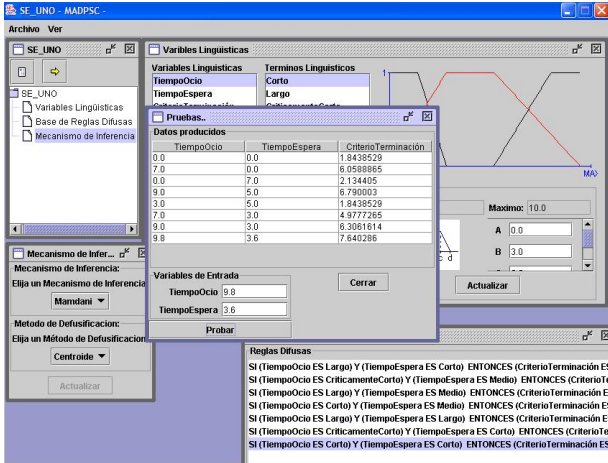 SE_UNO - MADPSC -
Archivo Ver
SE_UNO
SE_UNO
Variables Lingüisticas
Base de Reglas Difusas
Mecanismo de Inferencia
Varibles Linguisticas
Variables Linguisticas
TiempoOcio
TiempoEspera
Terminos Linguisticos
Corto
Largo
1
MAX
Maximo: 10.0
A 0.0
B 3.0
c d
Actualizar
Pruebas..
Datos producidos
TiempoOcio TiempoEspera CriterioTerminación
0.0 0.0 1.8438529
7.0 0.0 6.0588865
0.0 7.0 2.134405
9.0 5.0 6.790003
3.0 5.0 1.8438529
7.0 3.0 4.9777265
9.0 3.0 6.3061614
9.8 3.6 7.640286
Variables de Entrada
TiempoOcio 9.8
TiempoEspera 3.6
Probar
Cerrar
Mecanismo de Infer...
Mecanismo de Inferencia:
Elija un Mecanismo de Inferencia
Mamdani
Metodo de Defusificacion:
Elija un Método de Defusificacion
Centroide
Actualizar
Reglas Difusas
SI (TiempoOcio ES Largo) Y (TiempoEspera ES Corto) ENTONCES (CriterioTerminación ES
SI (TiempoOcio ES CriticamenteCorto) Y (TiempoEspera ES Medio) ENTONCES (CriterioTe
SI (TiempoOcio ES Largo) Y (TiempoEspera ES Medio) ENTONCES (CriterioTerminación E
SI (TiempoOcio ES Corto) Y (TiempoEspera ES Medio) ENTONCES (CriterioTerminación ES
SI (TiempoOcio ES Largo) Y (TiempoEspera ES Largo) ENTONCES (CriterioTerminación E
SI (TiempoOcio ES CriticamenteCorto) Y (TiempoEspera ES Corto) ENTONCES (CriterioTe
SI (TiempoOcio ES Corto) Y (TiempoEspera ES Corto) ENTONCES (CriterioTerminación ES